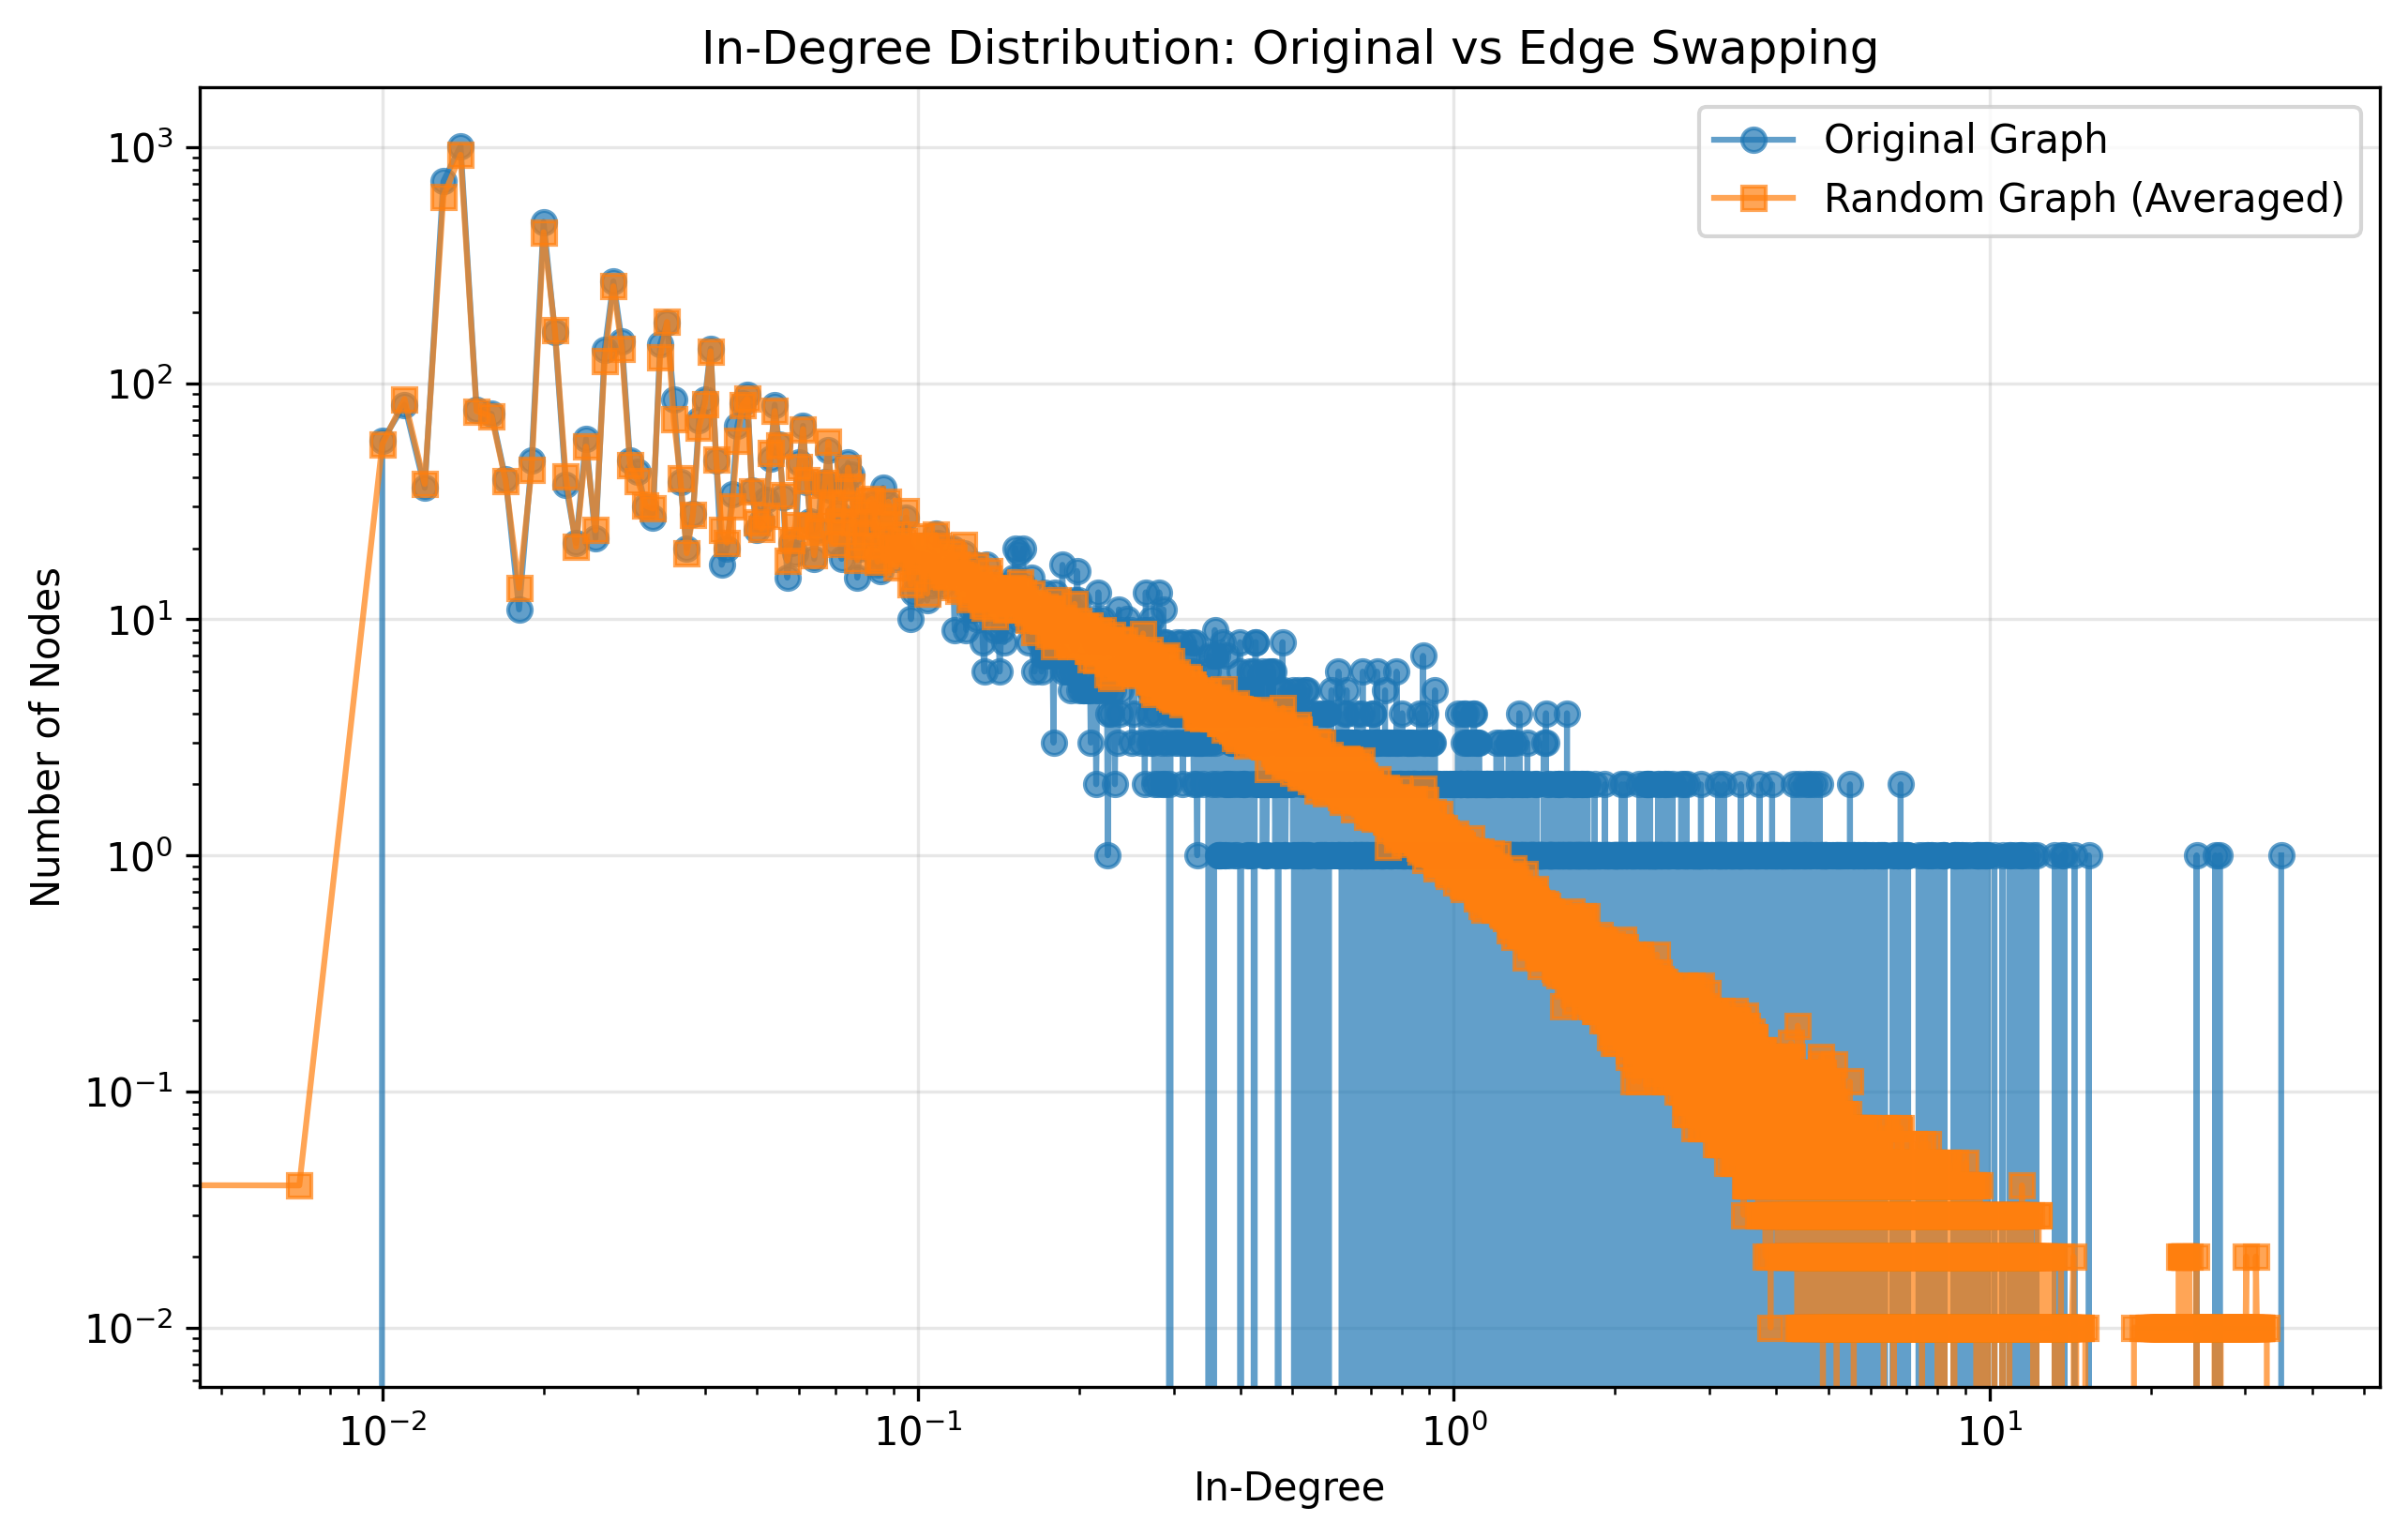 In-Degree Distribution: Original vs Edge Swapping
Original Graph
Random Graph (Averaged)
Number of Nodes
10³
10²
10¹
10⁰
10⁻¹
10⁻²
10⁻² 10⁻¹ 10⁰ 10¹
In-Degree